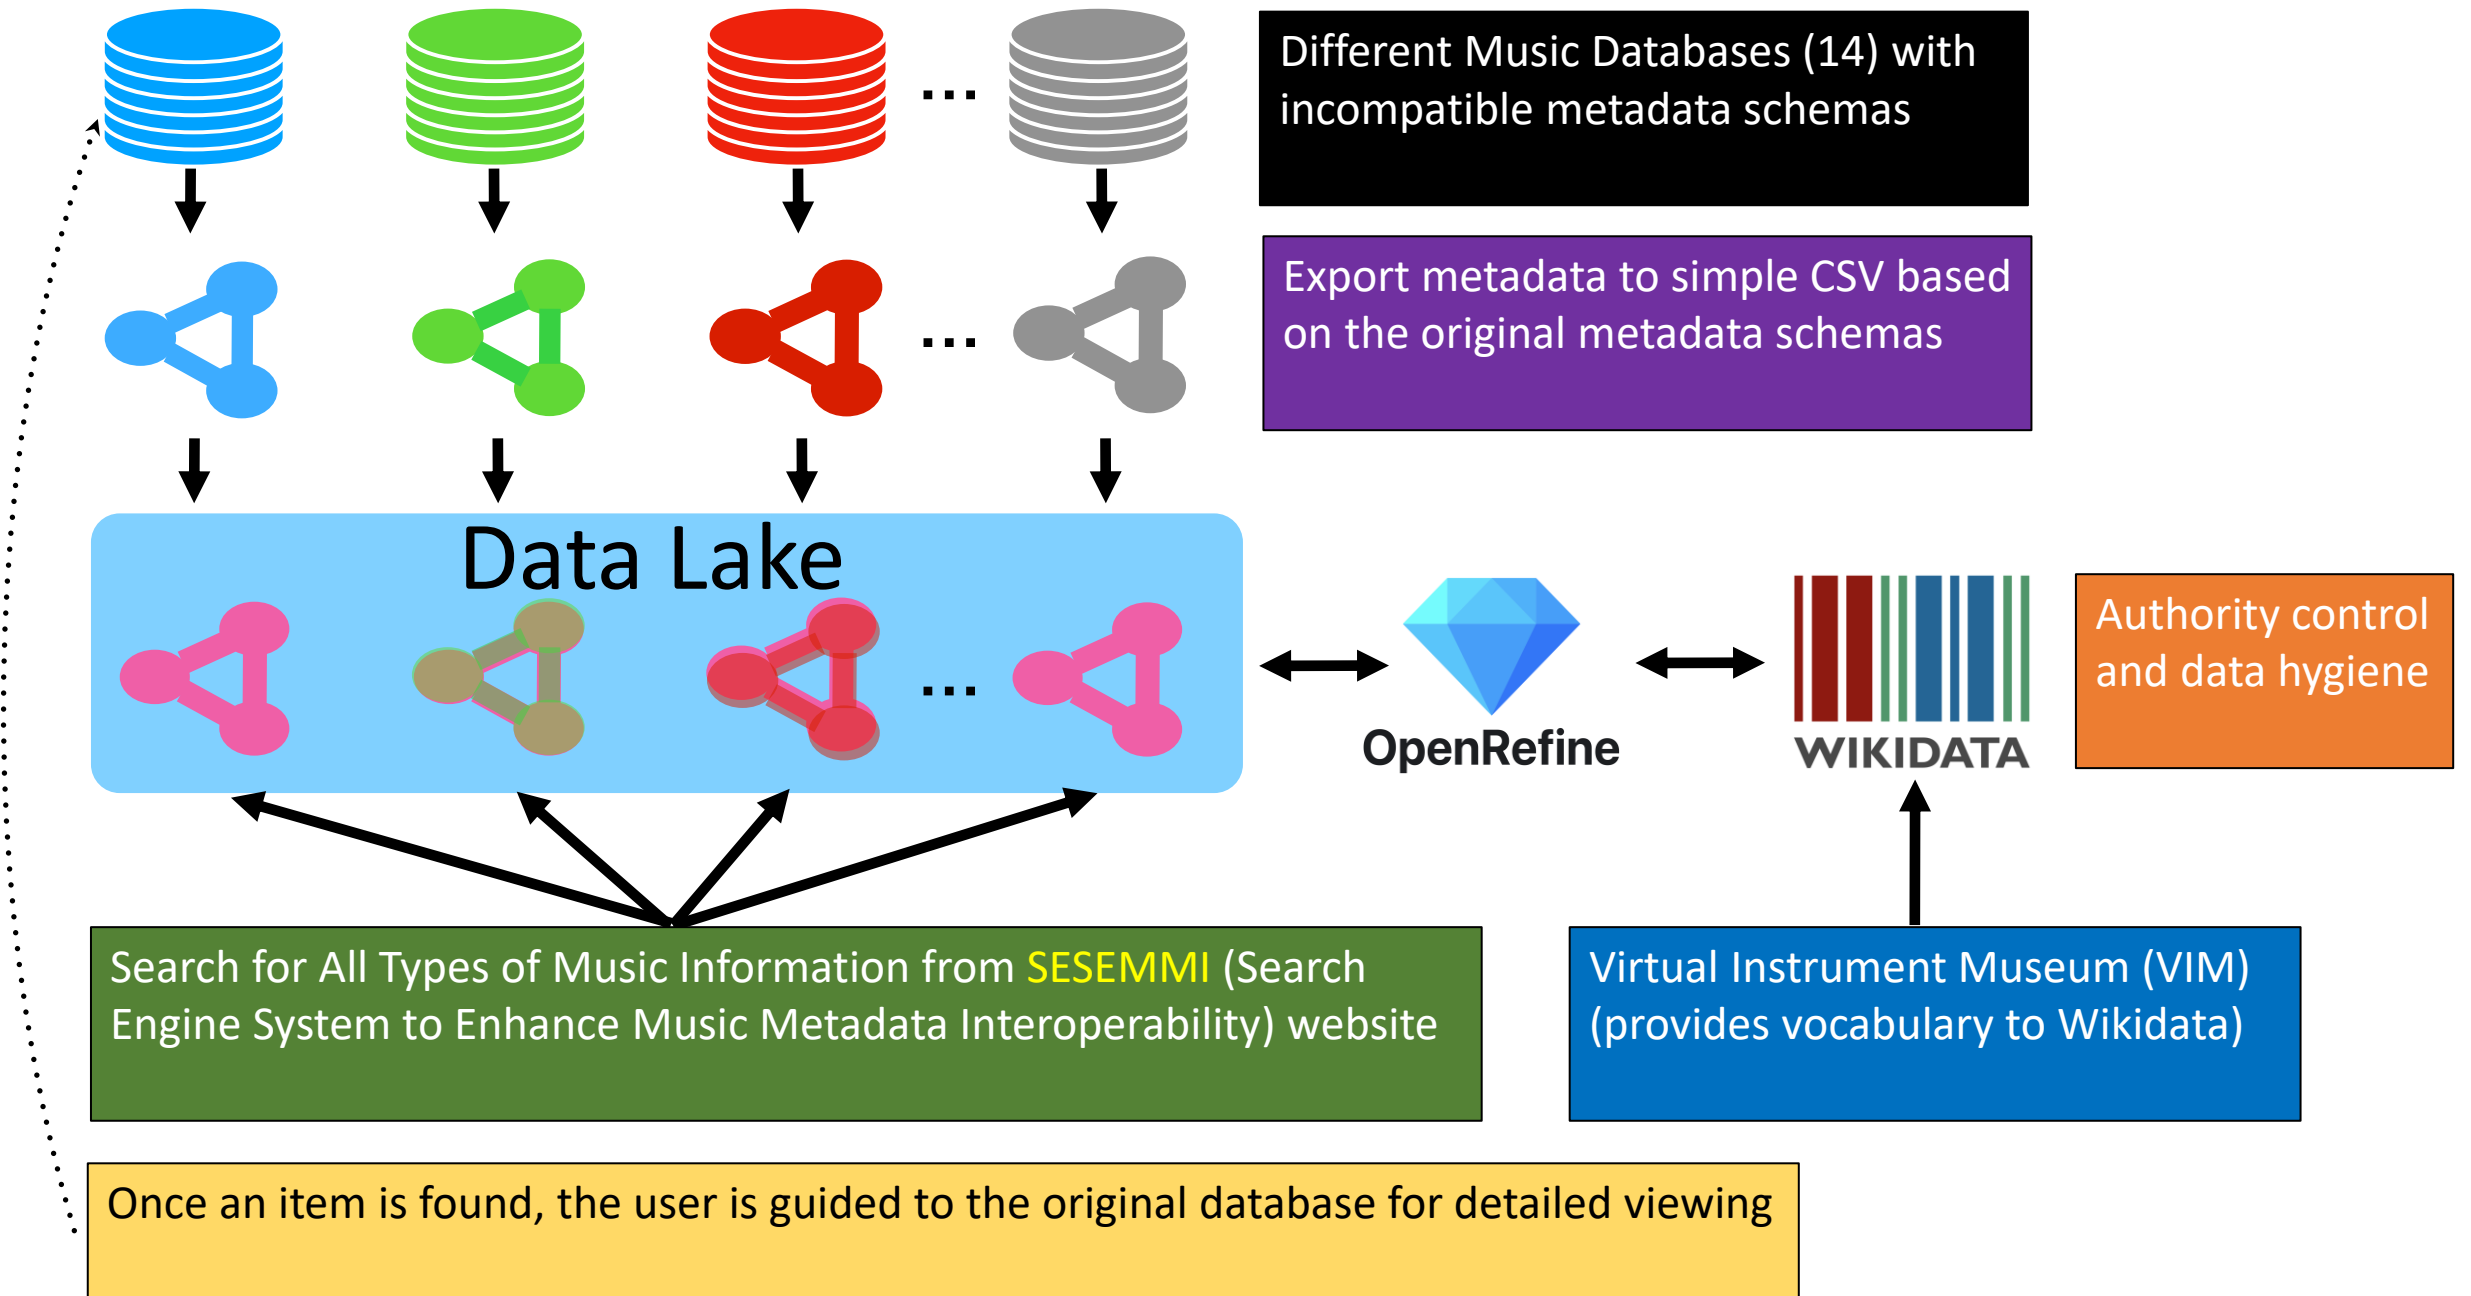 Different Music Databases (14) with
incompatible metadata schemas
...
Export metadata to simple CSV based
on the original metadata schemas
...
Data Lake
...
OpenRefine
WIKIDATA
Authority control
and data hygiene
Search for All Types of Music Information from SESEMMI (Search
Engine System to Enhance Music Metadata Interoperability) website
Virtual Instrument Museum (VIM)
(provides vocabulary to Wikidata)
Once an item is found, the user is guided to the original database for detailed viewing